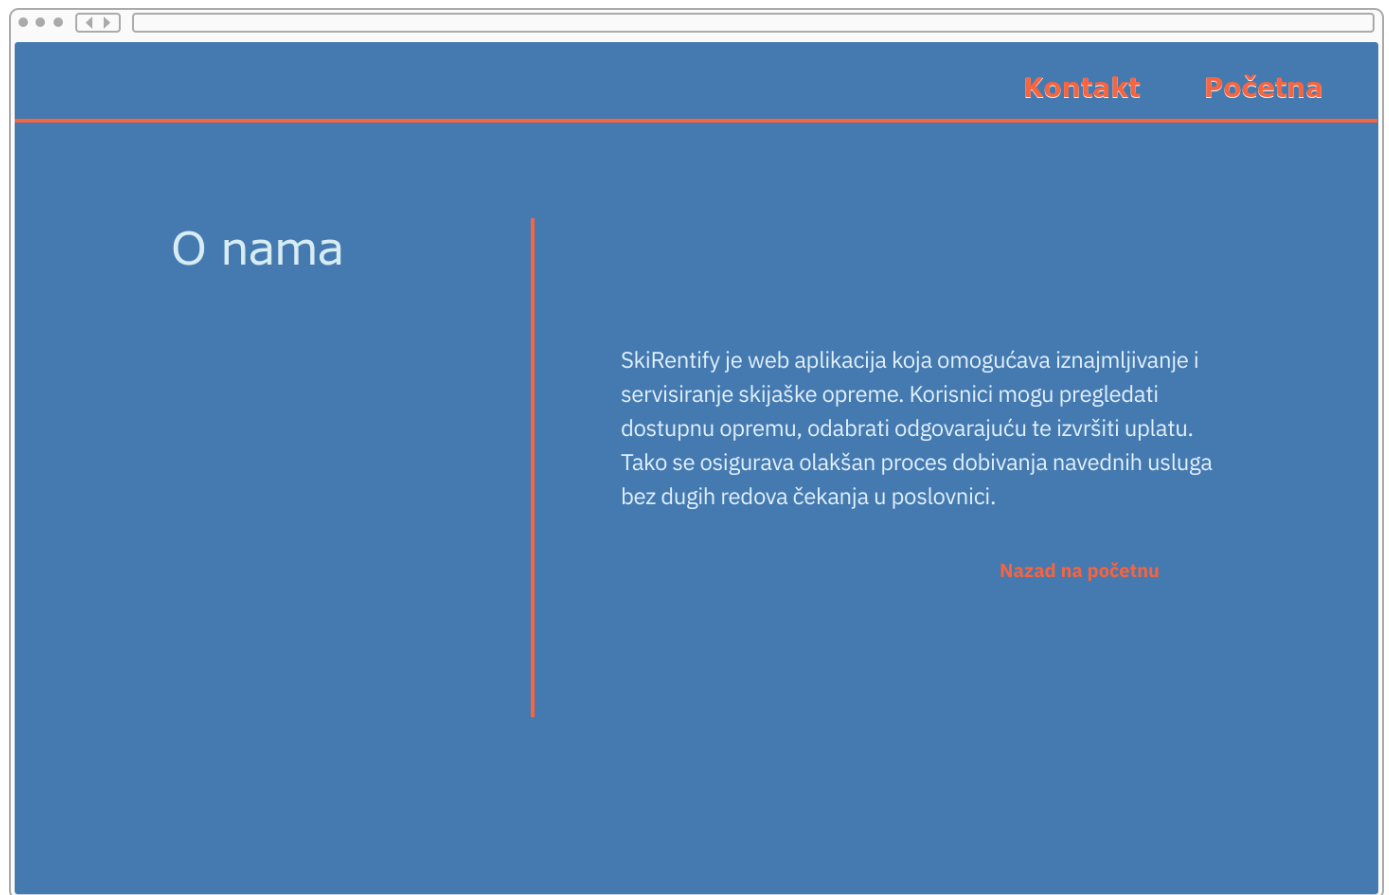 Kontakt Početna
O nama
SkiRentify je web aplikacija koja omogućava iznajmljivanje i
servisiranje skijaške opreme. Korisnici mogu pregledati
dostupnu opremu, odabrati odgovarajuću te izvršiti uplatu.
Tako se osigurava olakšan proces dobivanja navednih usluga
bez dugih redova čekanja u poslovnici.
Nazad na početnu